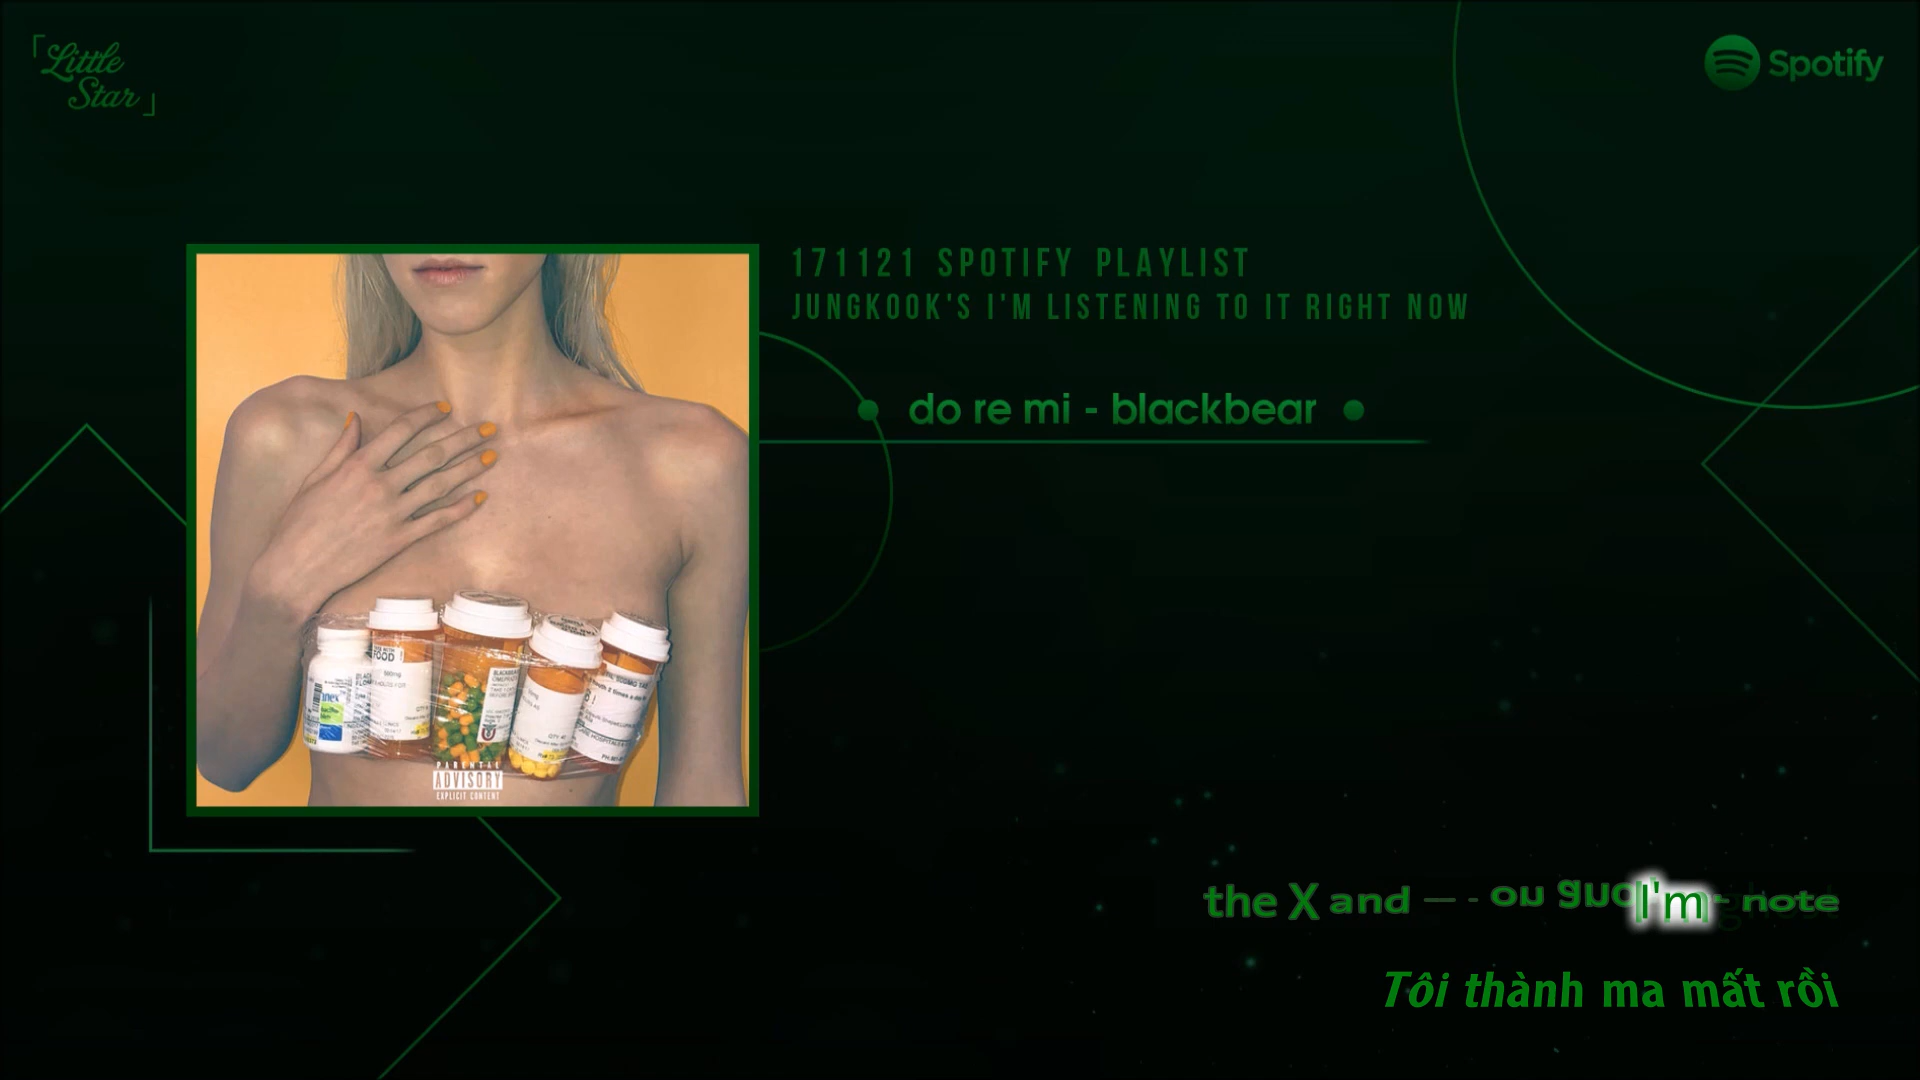 「Little
Star」
Spotify
171121 SPOTIFY PLAYLIST
JUNGKOOK'S I'M LISTENING TO IT RIGHT NOW
do re mi - blackbear
FOOD
PARENTAL
ADVISORY
EXPLICIT CONTENT
the X and I'm note
Tôi thành ma mất rồi